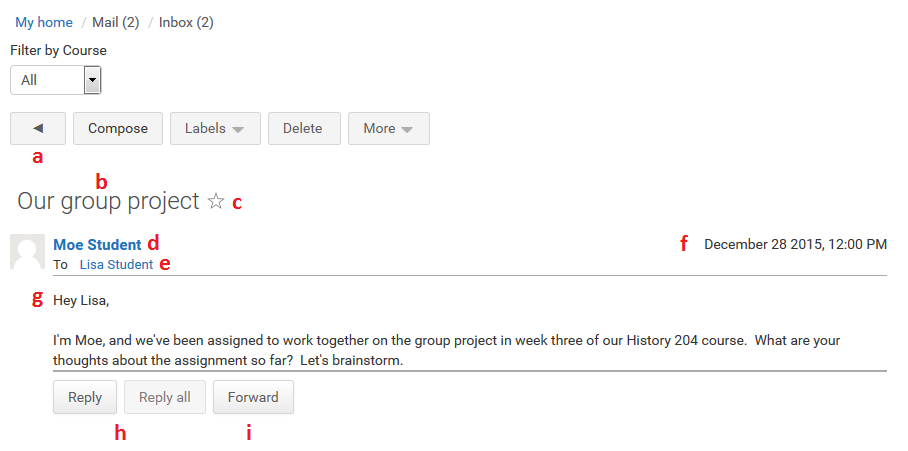 My home / Mail (2) / Inbox (2)
Filter by Course
All
Compose Labels Delete More
a
b
Our group project c
Moe Student d f December 28 2015, 12:00 PM
To Lisa Student e
g Hey Lisa,
I'm Moe, and we've been assigned to work together on the group project in week three of our History 204 course. What are your
thoughts about the assignment so far? Let's brainstorm.
Reply Reply all Forward
h i